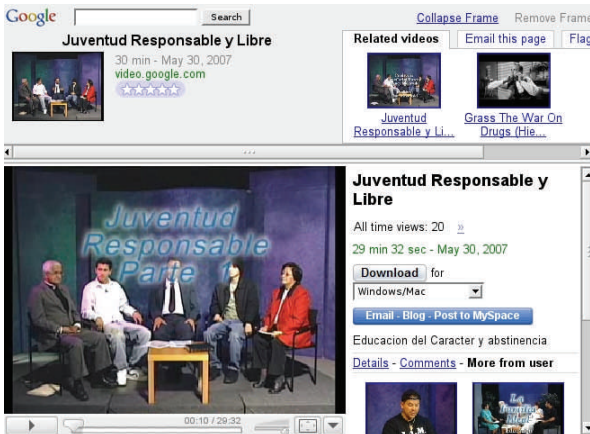 Google
Search
Collapse Frame
Remove Frame
Juventud Responsable y Libre
30 min - May 30, 2007
video.google.com
Related videos
Email this page
Flag
Juventud
Responsable y Li...
Grass The War On
Drugs (Hie...
Juventud
Responsable
Parte 1
Juventud Responsable y
Libre
All time views: 20 »
29 min 32 sec - May 30, 2007
Download for
Windows/Mac
Email - Blog - Post to MySpace
Educacion del Caracter y abstinencia
Details - Comments - More from user
00:10 / 29:32